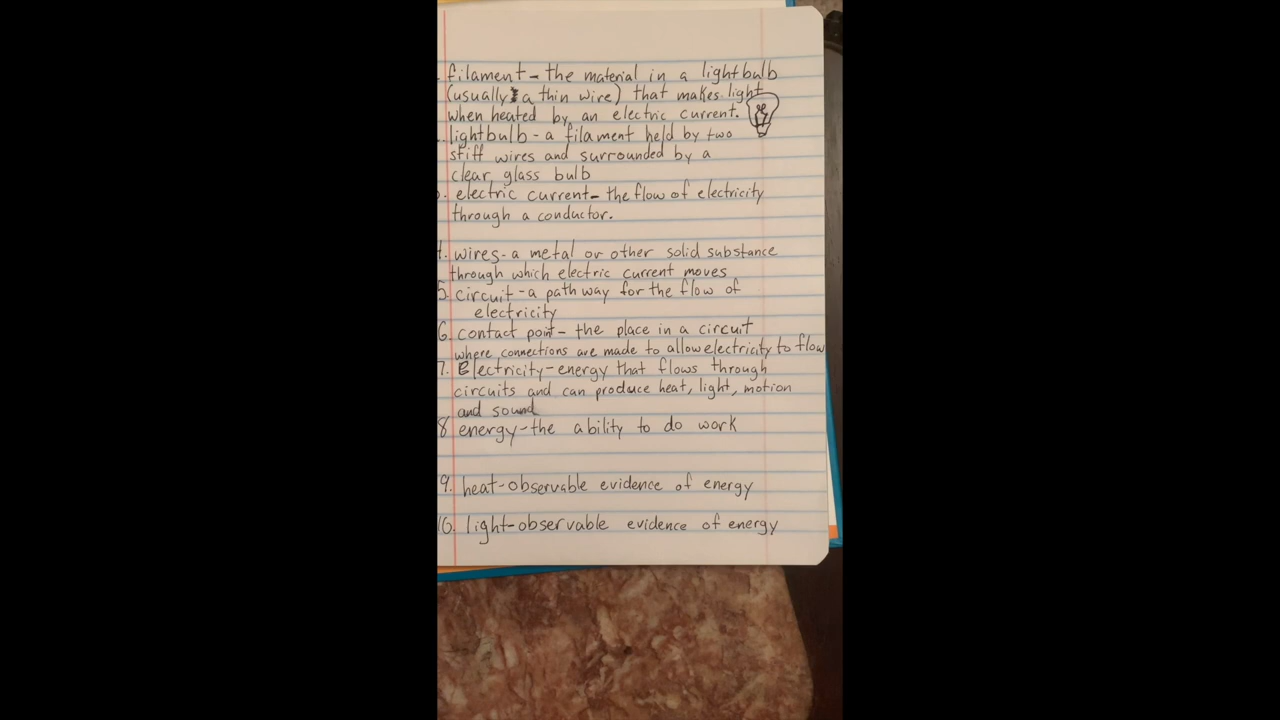 . filament - the material in a lightbulb
(usually a thin wire) that makes light
when heated by an electric current.
. lightbulb - a filament held by two
stiff wires and surrounded by a
clear, glass bulb
. electric current - the flow of electricity
through a conductor.
4. wires - a metal or other solid substance
through which electric current moves
5. circuit - a pathway for the flow of
electricity
6. contact point - the place in a circuit
where connections are made to allow electricity to flow
7. Electricity - energy that flows through
circuits and can produce heat, light, motion
and sound
8 energy - the ability to do work
9. heat - observable evidence of energy
10. light - observable evidence of energy